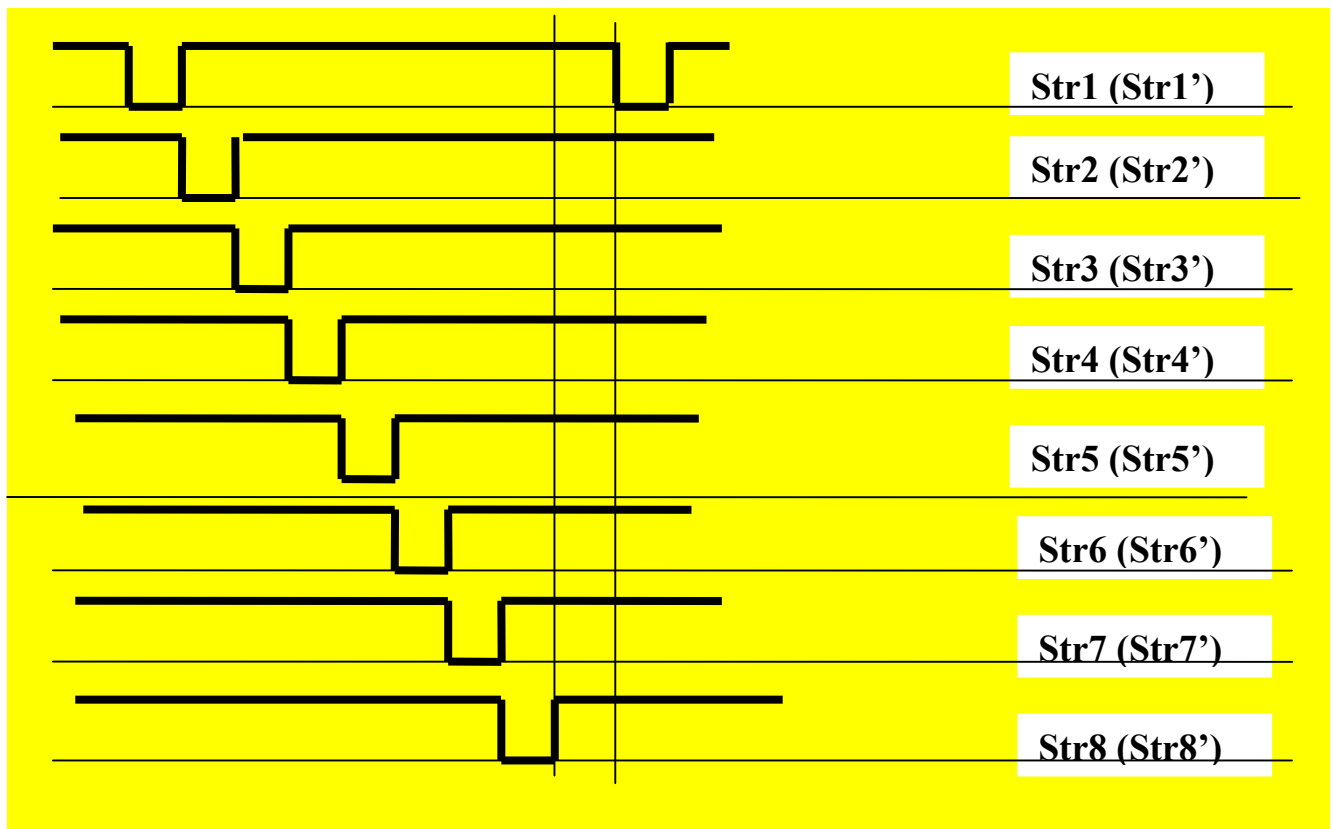 Str1 (Str1’)
Str2 (Str2’)
Str3 (Str3’)
Str4 (Str4’)
Str5 (Str5’)
Str6 (Str6’)
Str7 (Str7’)
Str8 (Str8’)